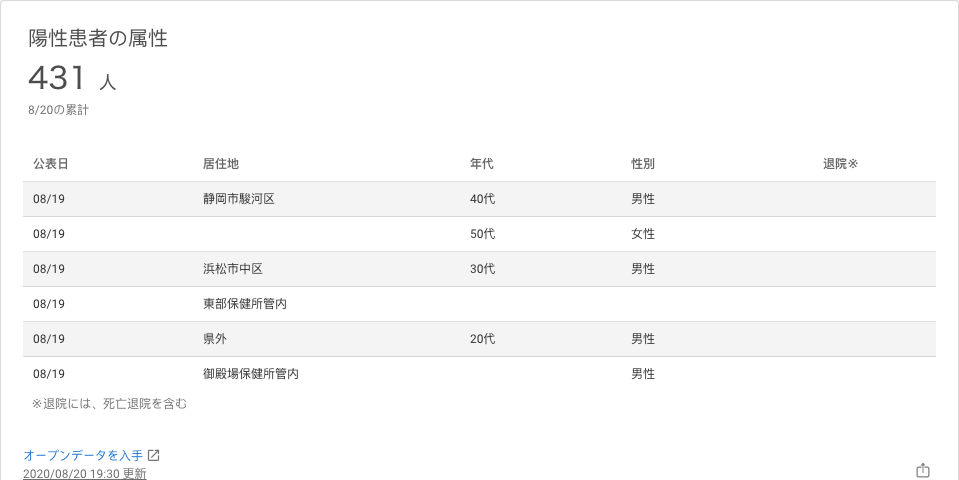 陽性患者の属性
431 人
8/20の累計
公表日 居住地 年代 性別 退院※
08/19 静岡市駿河区 40代 男性
08/19 50代 女性
08/19 浜松市中区 30代 男性
08/19 東部保健所管内
08/19 県外 20代 男性
08/19 御殿場保健所管内 男性
※退院には、死亡退院を含む
オープンデータを入手
2020/08/20 19:30 更新